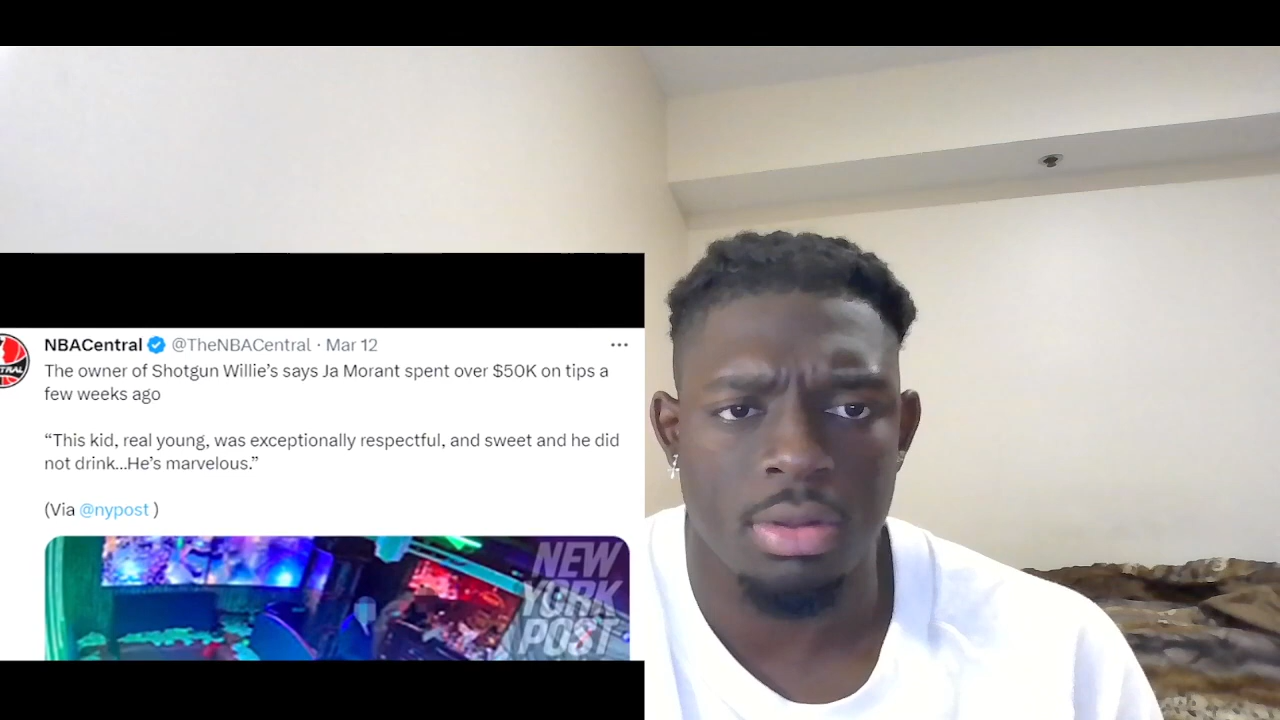 NBACentral @TheNBACentral · Mar 12 ...
The owner of Shotgun Willie’s says Ja Morant spent over $50K on tips a
few weeks ago
“This kid, real young, was exceptionally respectful, and sweet and he did
not drink...He’s marvelous.”
(Via @nypost )
NEW
YORK
POST